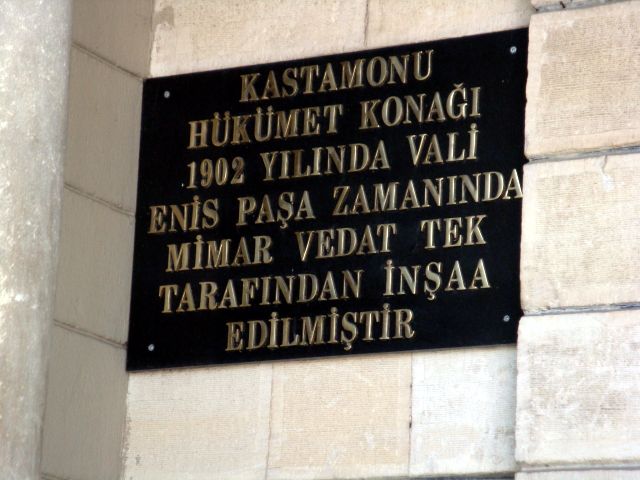 KASTAMONU
HÜKÜMET KONAĞI
1902 YILINDA VALİ
ENİS PAŞA ZAMANINDA
MİMAR VEDAT TEK
TARAFINDAN İNŞAA
EDİLMİŞTİR